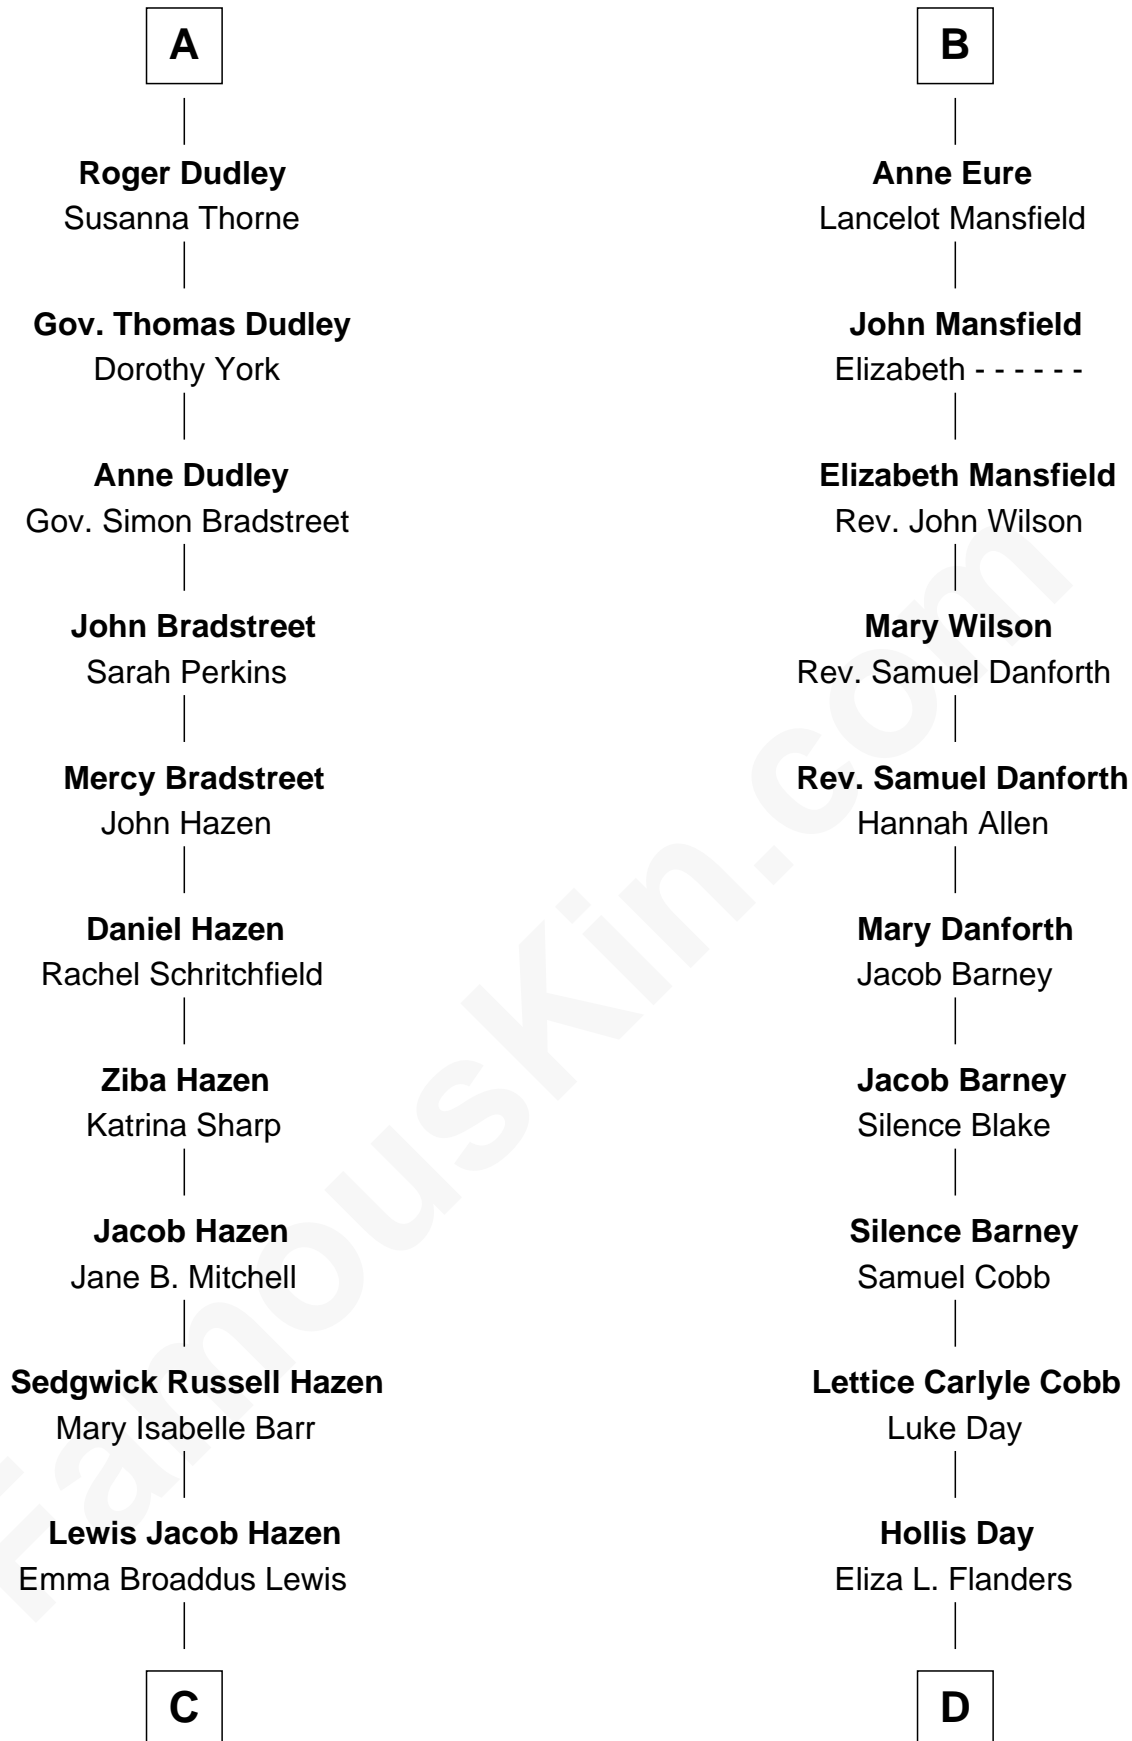 A
Roger Dudley
Susanna Thorne
Gov. Thomas Dudley
Dorothy York
Anne Dudley
Gov. Simon Bradstreet
John Bradstreet
Sarah Perkins
Mercy Bradstreet
John Hazen
Daniel Hazen
Rachel Schritchfield
Ziba Hazen
Katrina Sharp
Jacob Hazen
Jane B. Mitchell
Sedgwick Russell Hazen
Mary Isabelle Barr
Lewis Jacob Hazen
Emma Broaddus Lewis
C
B
Anne Eure
Lancelot Mansfield
John Mansfield
Elizabeth - - - - - -
Elizabeth Mansfield
Rev. John Wilson
Mary Wilson
Rev. Samuel Danforth
Rev. Samuel Danforth
Hannah Allen
Mary Danforth
Jacob Barney
Jacob Barney
Silence Blake
Silence Barney
Samuel Cobb
Lettice Carlyle Cobb
Luke Day
Hollis Day
Eliza L. Flanders
D
FamousKin.com